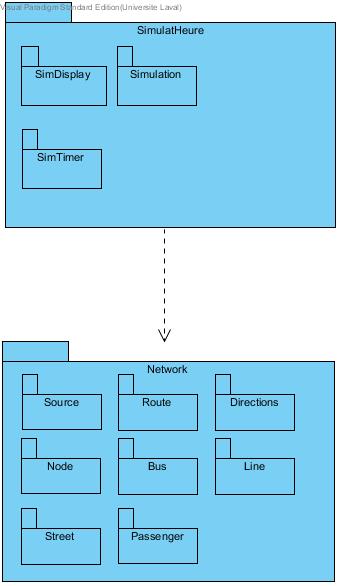 Visual Paradigm Standard Edition(Universite Laval)
SimulatHeure
SimDisplay
Simulation
SimTimer
Network
Source
Route
Directions
Node
Bus
Line
Street
Passenger